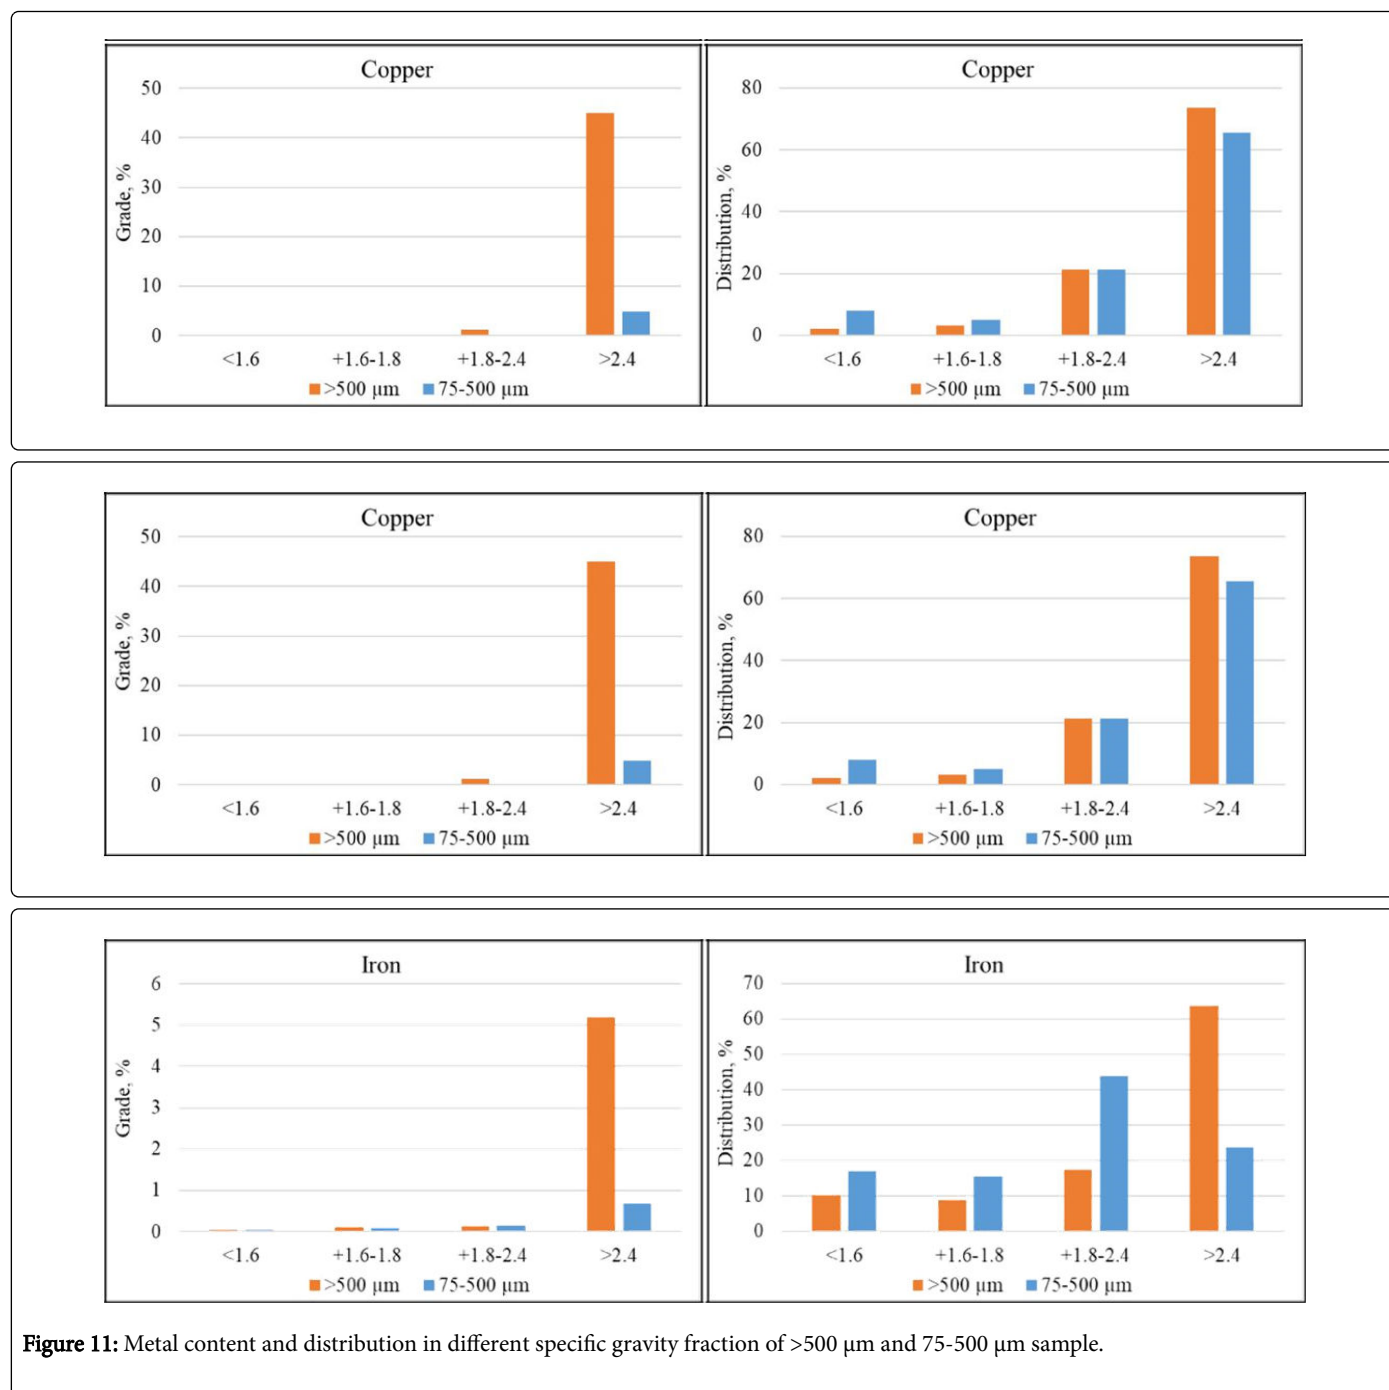 Copper
Grade, %
50
40
30
20
10
0
<1.6 +1.6-1.8 +1.8-2.4 >2.4
>500 µm 75-500 µm
Copper
Distribution, %
80
60
40
20
0
<1.6 +1.6-1.8 +1.8-2.4 >2.4
>500 µm 75-500 µm
Copper
Grade, %
50
40
30
20
10
0
<1.6 +1.6-1.8 +1.8-2.4 >2.4
>500 µm 75-500 µm
Copper
Distribution, %
80
60
40
20
0
<1.6 +1.6-1.8 +1.8-2.4 >2.4
>500 µm 75-500 µm
Iron
Grade, %
6
5
4
3
2
1
0
<1.6 +1.6-1.8 +1.8-2.4 >2.4
>500 µm 75-500 µm
Iron
Distribution, %
70
60
50
40
30
20
10
0
<1.6 +1.6-1.8 +1.8-2.4 >2.4
>500 µm 75-500 µm
Figure 11: Metal content and distribution in different specific gravity fraction of >500 µm and 75-500 µm sample.